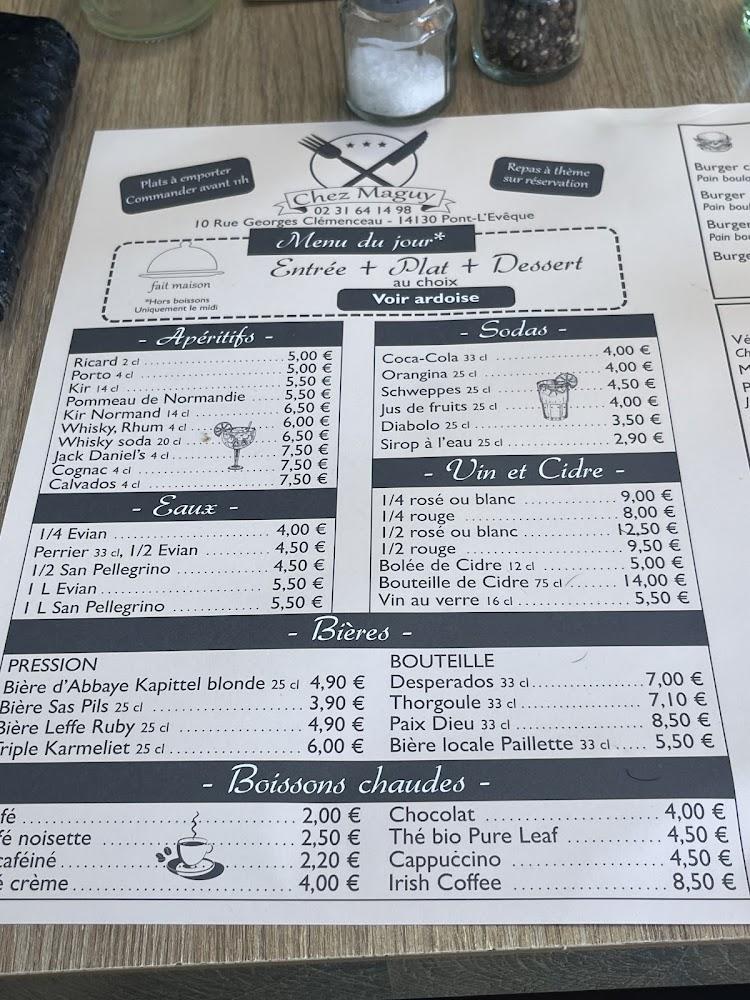 Plats à emporter
Commander avant 11h
Repas à thème
sur réservation
Chez Maguy
02 31 64 14 98
10 Rue Georges Clémenceau - 14130 Pont-L'Evêque
Menu du jour*
Entrée + Plat + Dessert
au choix
Voir ardoise
fait maison
*Hors boissons
Uniquement le midi
- Apéritifs -
Ricard 2 cl ........ 5,00 €
Porto 4 cl ........ 5,00 €
Kir 14 cl ........ 5,50 €
Pommeau de Normandie ..... 5,50 €
Kir Normand 14 cl ........ 6,50 €
Whisky, Rhum 4 cl ........ 6,00 €
Whisky soda 20 cl ........ 6,50 €
Jack Daniel's 4 cl ........ 7,50 €
Cognac 4 cl ........ 7,50 €
Calvados 4 cl ........ 7,50 €
- Eaux -
1/4 Evian ........ 4,00 €
Perrier 33 cl, 1/2 Evian ........ 4,50 €
1/2 San Pellegrino ........ 4,50 €
1 L Evian ........ 5,50 €
1 L San Pellegrino ........ 5,50 €
- Sodas -
Coca-Cola 33 cl ........ 4,00 €
Orangina 25 cl ........ 4,00 €
Schweppes 25 cl ........ 4,50 €
Jus de fruits 25 cl ........ 4,00 €
Diabolo 25 cl ........ 3,50 €
Sirop à l'eau 25 cl ........ 2,90 €
- Vin et Cidre -
1/4 rosé ou blanc ........ 9,00 €
1/4 rouge ........ 8,00 €
1/2 rosé ou blanc ........ 12,50 €
1/2 rouge ........ 9,50 €
Bolée de Cidre 12 cl ........ 5,00 €
Bouteille de Cidre 75 cl ........ 14,00 €
Vin au verre 16 cl ........ 5,50 €
- Bières -
PRESSION
Bière d'Abbaye Kapittel blonde 25 cl 4,90 €
Bière Sas Pils 25 cl ........ 3,90 €
Bière Leffe Ruby 25 cl ........ 4,90 €
Triple Karmeliet 25 cl ........ 6,00 €
BOUTEILLE
Desperados 33 cl ........ 7,00 €
Thorgoule 33 cl ........ 7,10 €
Paix Dieu 33 cl ........ 8,50 €
Bière locale Paillette 33 cl ..... 5,50 €
- Boissons chaudes -
fé ........ 2,00 €
fé noisette ........ 2,50 €
caféiné ........ 2,20 €
é crème ........ 4,00 €
Chocolat ........ 4,00 €
Thé bio Pure Leaf ........ 4,50 €
Cappuccino ........ 4,50 €
Irish Coffee ........ 8,50 €
Burger
Pain
Burger
Pain
Burger
Pain
Burge